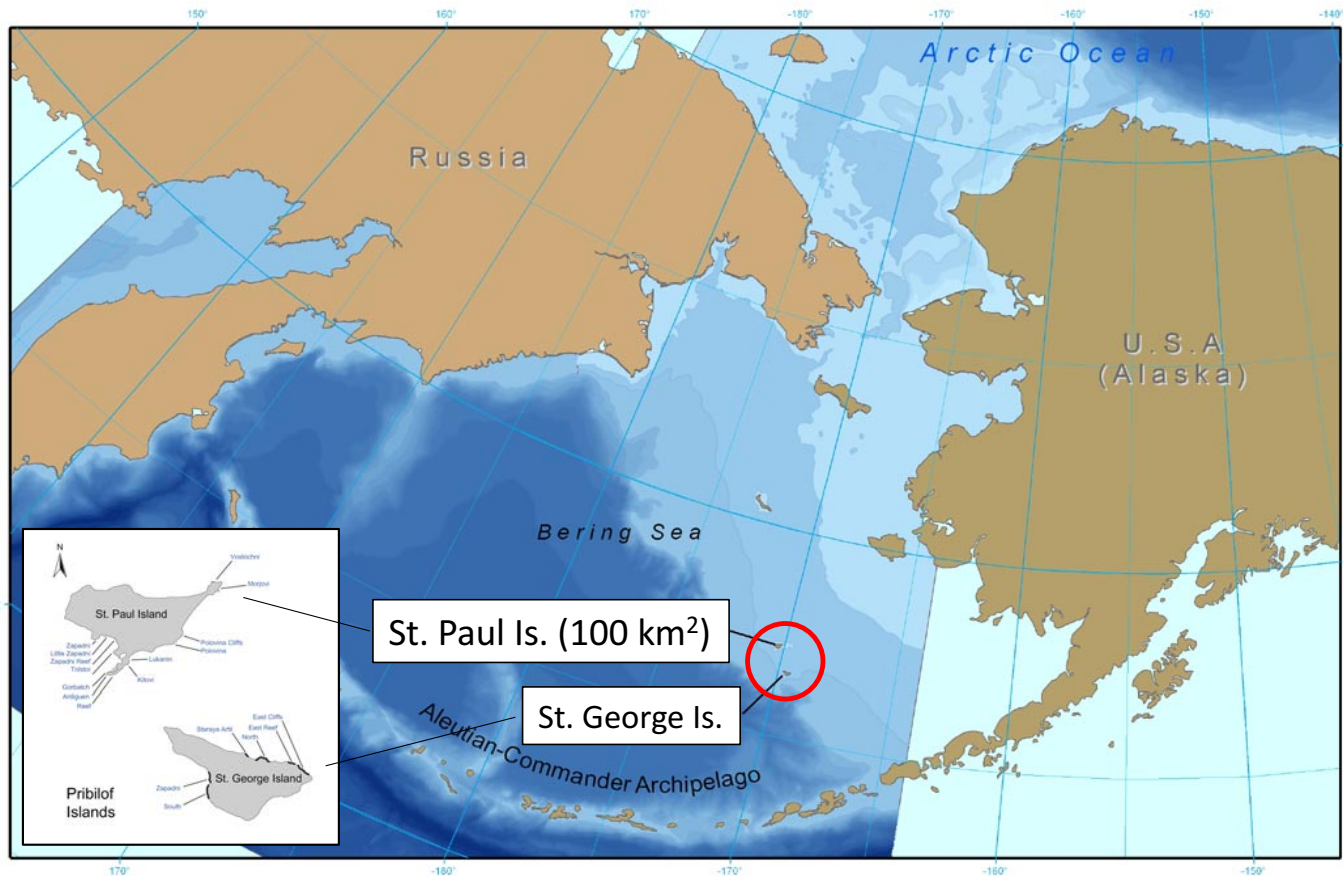 150°
160°
170°
-180°
-170°
-160°
-150°
-140°
Arctic Ocean
Russia
U.S.A
(Alaska)
Bering Sea
St. Paul Is. (100 km²)
St. George Is.
Aleutian-Commander Archipelago
N
Vostochni
Morjovi
St. Paul Island
Zapadni
Little Zapadni
Zapadni Reef
Tolstoi
Polovina Cliffs
Polovina
Lukanin
Kitovi
Gorbatch
Ardiguen
Reef
East Cliffs
East Reef
Staraya Artil
North
St. George Island
Zapadni
South
Pribilof
Islands
170°
180°
-170°
-160°
-150°